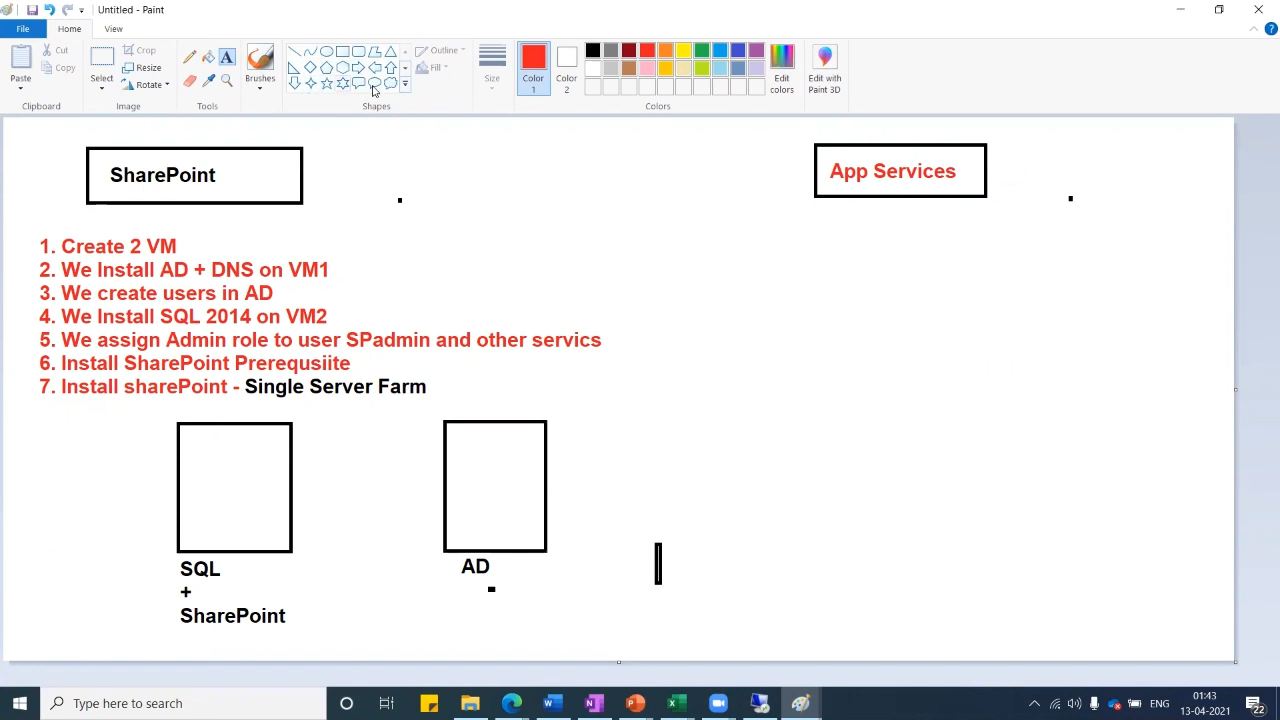 Untitled - Paint
File
Home
View
Paste
Cut
Copy
Clipboard
Select
Crop
Resize
Rotate
Image
A
Tools
Brushes
Outline
Fill
Shapes
Size
Color 1
Color 2
Edit colors
Colors
Edit with Paint 3D
SharePoint
App Services
1. Create 2 VM
2. We Install AD + DNS on VM1
3. We create users in AD
4. We Install SQL 2014 on VM2
5. We assign Admin role to user SPadmin and other servics
6. Install SharePoint Prerequsiite
7. Install sharePoint - Single Server Farm
SQL
+
SharePoint
AD
Type here to search
ENG
01:43
13-04-2021
22